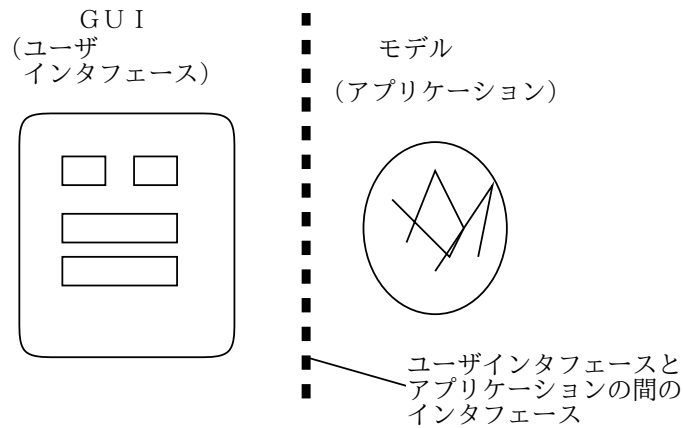 ＧＵＩ
（ユーザ
インタフェース）
モデル
（アプリケーション）
ユーザインタフェースと
アプリケーションの間の
インタフェース